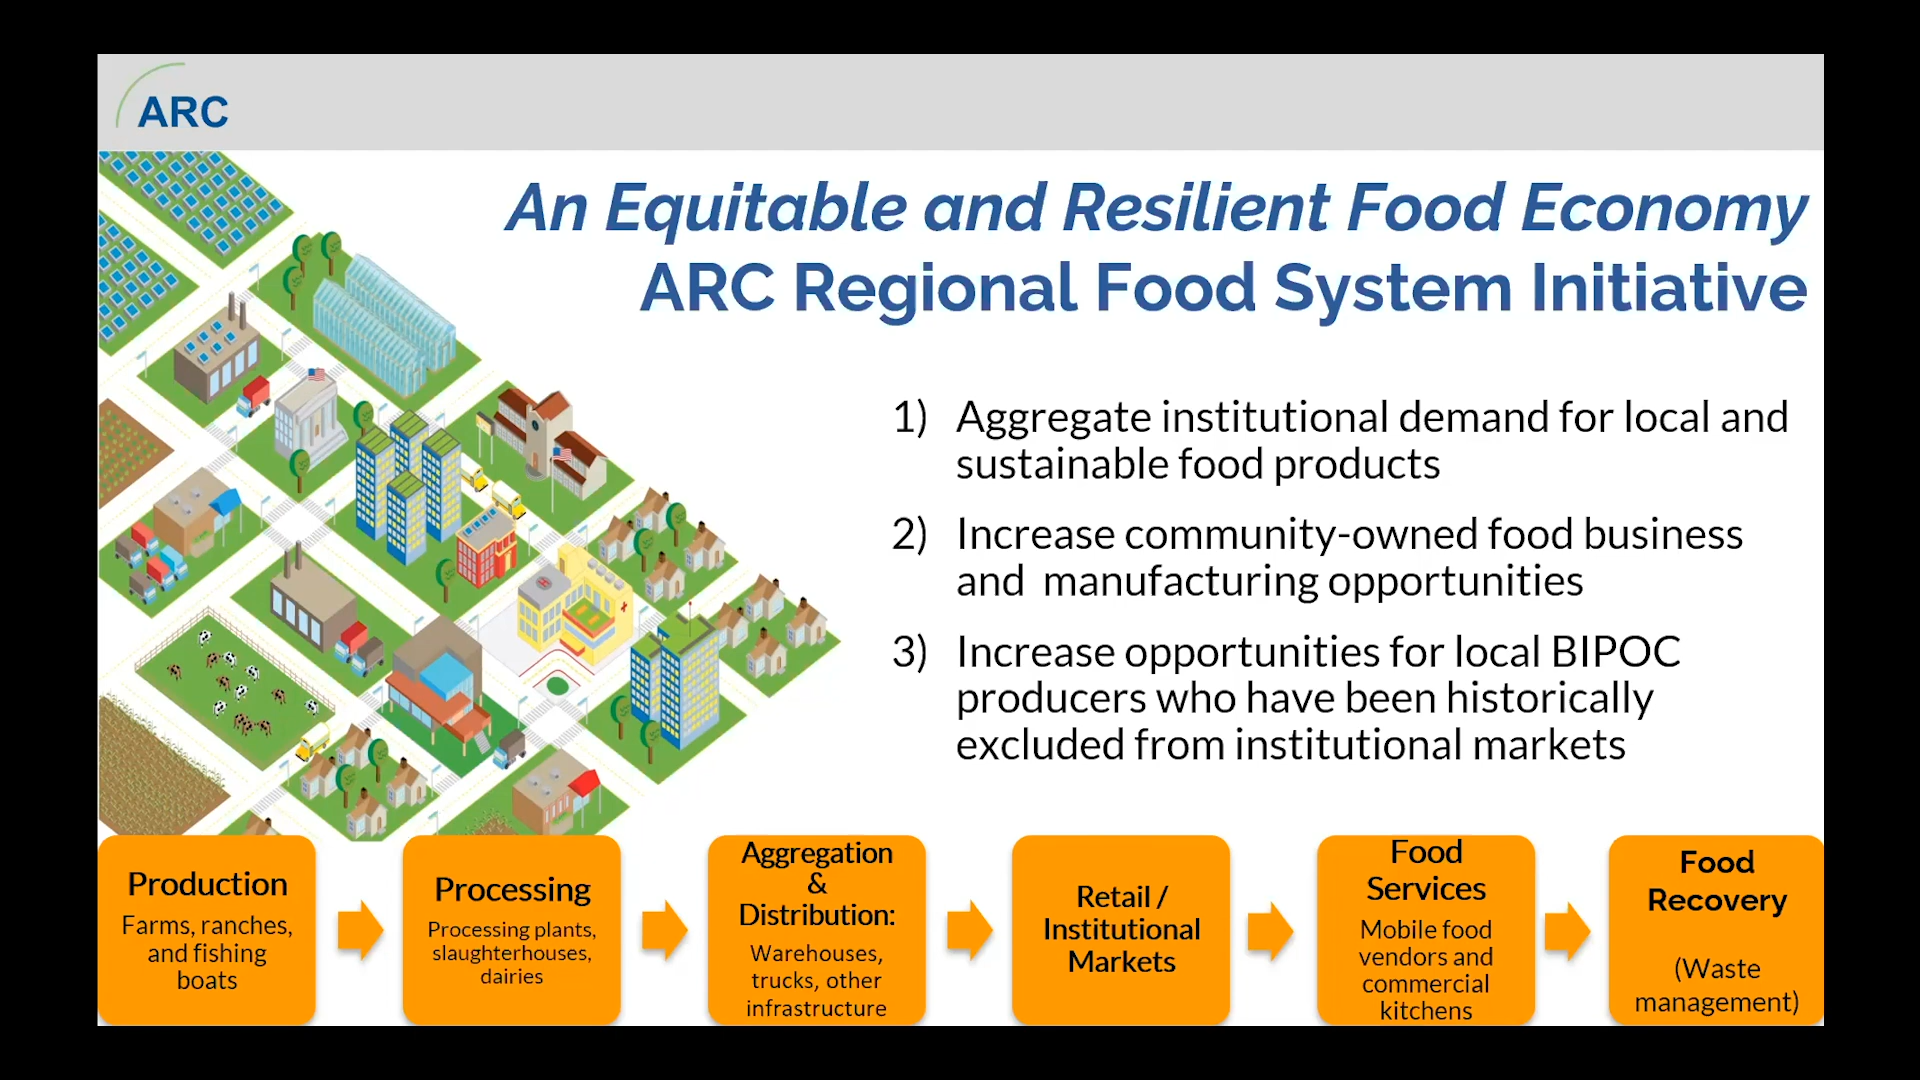 ARC
An Equitable and Resilient Food Economy
ARC Regional Food System Initiative
1) Aggregate institutional demand for local and
sustainable food products
2) Increase community-owned food business
and manufacturing opportunities
3) Increase opportunities for local BIPOC
producers who have been historically
excluded from institutional markets
Production
Farms, ranches,
and fishing
boats
Processing
Processing plants,
slaughterhouses,
dairies
Aggregation
&
Distribution:
Warehouses,
trucks, other
infrastructure
Retail /
Institutional
Markets
Food
Services
Mobile food
vendors and
commercial
kitchens
Food
Recovery
(Waste
management)